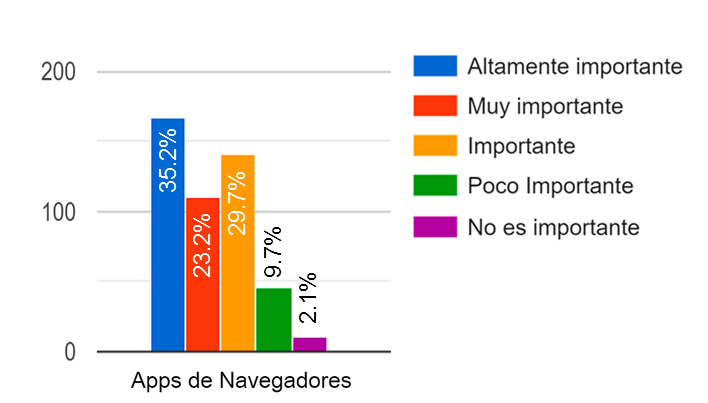 200
100
0
35.2%
23.2%
29.7%
9.7%
2.1%
Apps de Navegadores
Altamente importante
Muy importante
Importante
Poco Importante
No es importante